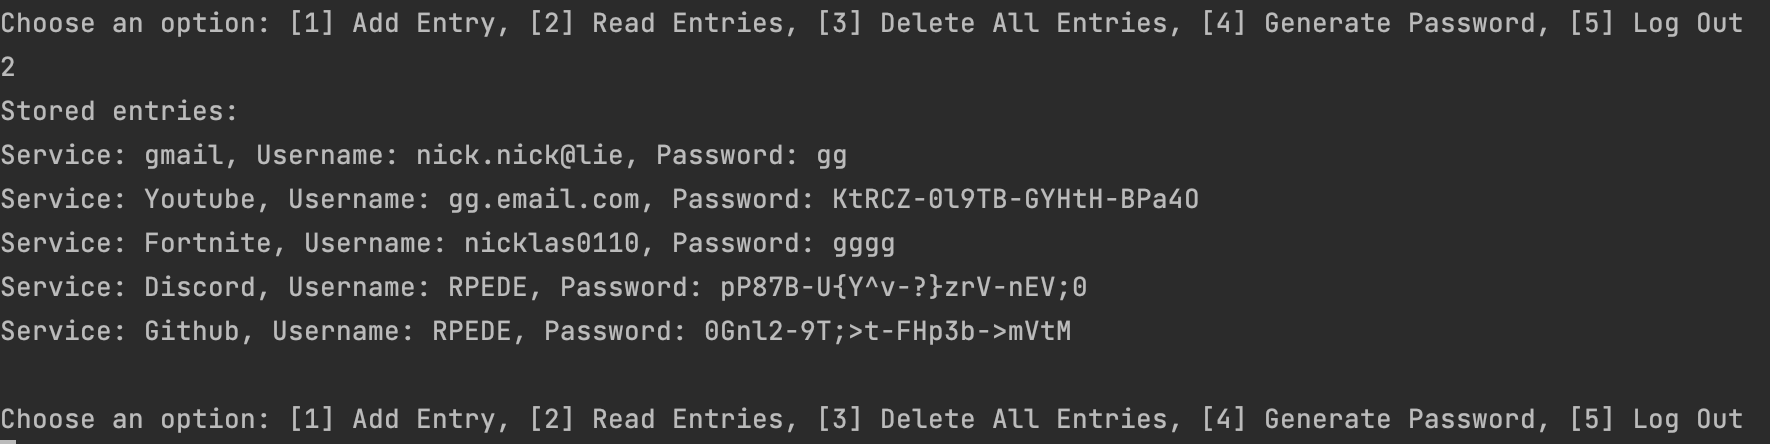 Choose an option: [1] Add Entry, [2] Read Entries, [3] Delete All Entries, [4] Generate Password, [5] Log Out
2
Stored entries:
Service: gmail, Username: nick.nick@lie, Password: gg
Service: Youtube, Username: gg.email.com, Password: KtRCZ-0l9TB-GYHtH-BPa4O
Service: Fortnite, Username: nicklas0110, Password: gggg
Service: Discord, Username: RPEDE, Password: pP87B-U{Y^v-?}zrV-nEV;0
Service: Github, Username: RPEDE, Password: 0Gnl2-9T;>t-FHp3b->mVtM
Choose an option: [1] Add Entry, [2] Read Entries, [3] Delete All Entries, [4] Generate Password, [5] Log Out